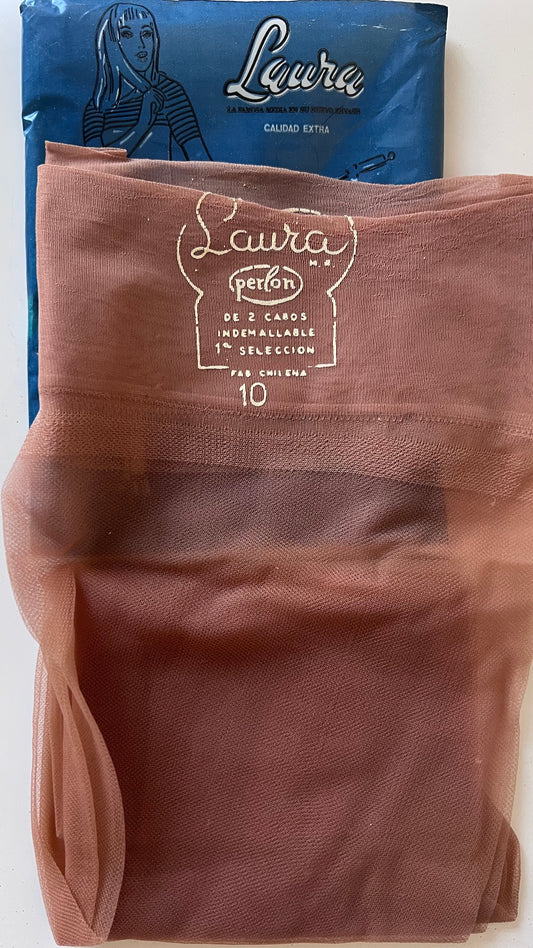 Laura
LA FAMOSA MEDIA EN SU NUEVO ENVASE
CALIDAD EXTRA
Laura
M.R.
perlon
DE 2 CABOS
INDEMALLABLE
1ª SELECCION
FAB CHILENA
10